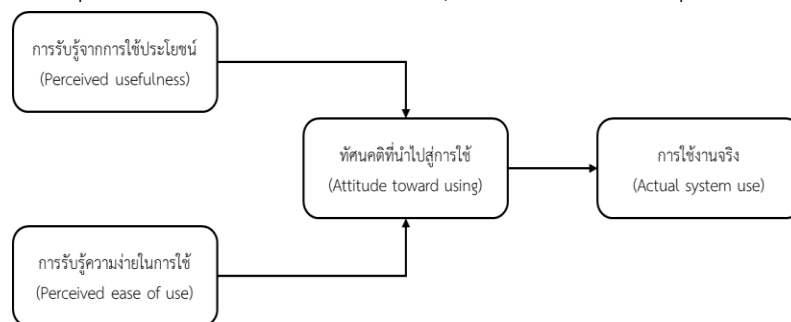 การรับรู้จากการใช้ประโยชน์
(Perceived usefulness)
ทัศนคติที่นำไปสู่การใช้
(Attitude toward using)
การใช้งานจริง
(Actual system use)
การรับรู้ความง่ายในการใช้
(Perceived ease of use)